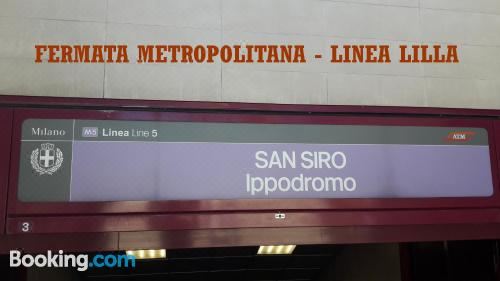 FERMATA METROPOLITANA - LINEA LILLA
Milano
M5 Linea Line 5
ATM
SAN SIRO
Ippodromo
3
Booking.com